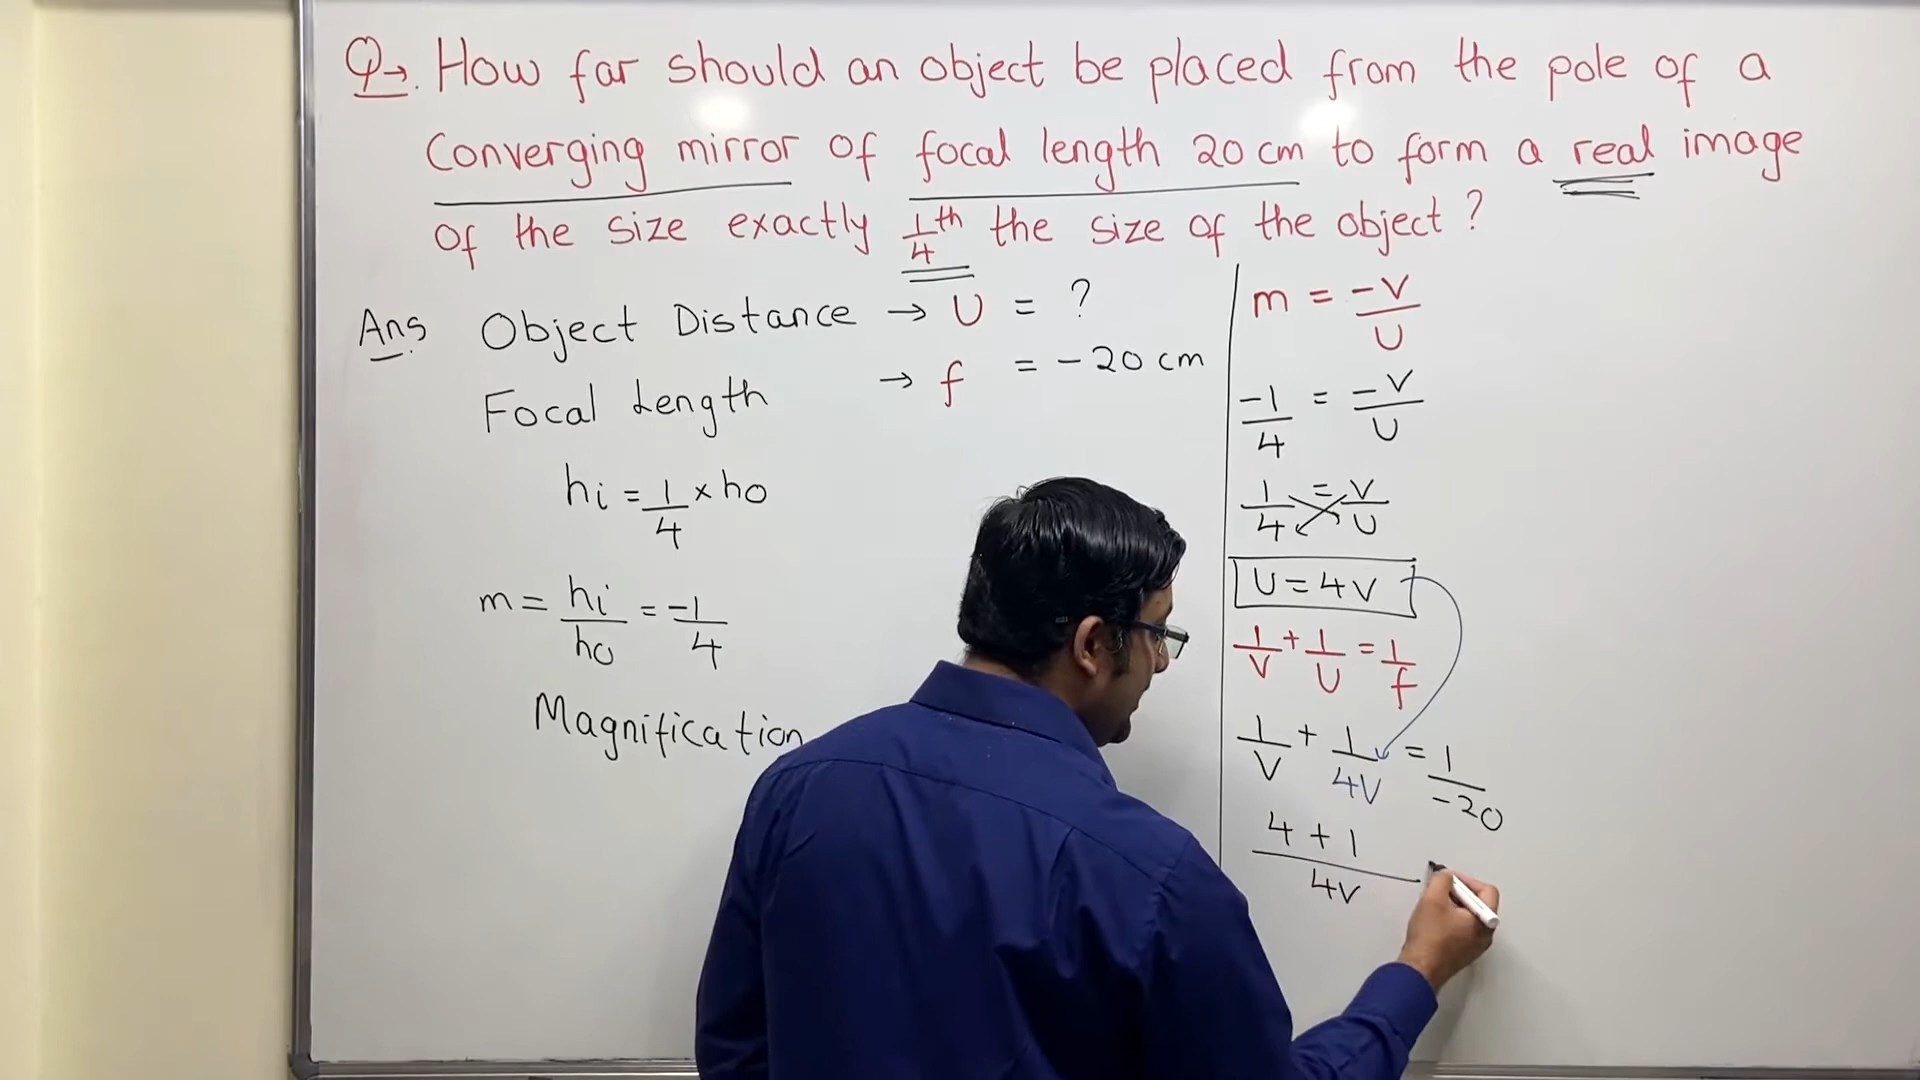 Q→. How far should an object be placed from the pole of a
Converging mirror of focal length 20 cm to form a real image
of the size exactly 1/4 th the size of the object ?
Ans Object Distance → U = ?
Focal Length → f = -20 cm
hi = 1/4 × ho
m = hi/ho = -1/4
Magnification
m = -V/U
-1/4 = -V/U
1/4 = V/U
U = 4V
1/V + 1/U = 1/f
1/V + 1/4V = 1/-20
4 + 1 / 4V